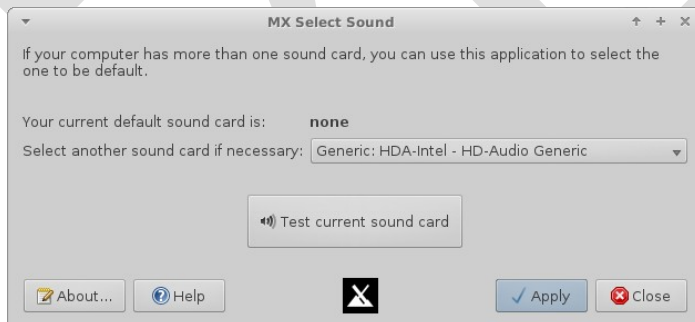 MX Select Sound
If your computer has more than one sound card, you can use this application to select the
one to be default.
Your current default sound card is: none
Select another sound card if necessary: Generic: HDA-Intel - HD-Audio Generic
Test current sound card
About... Help Apply Close